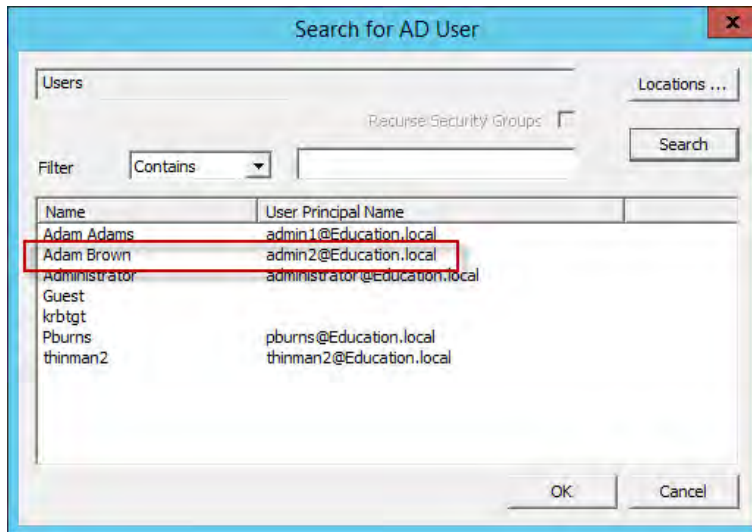 Search for AD User
x
Users
Locations ...
Recurse Security Groups
Search
Filter Contains
Name User Principal Name
Adam Adams admin1@Education.local
Adam Brown admin2@Education.local
Administrator administrator@Education.local
Guest
krbtgt
Pburns pburns@Education.local
thinman2 thinman2@Education.local
OK Cancel